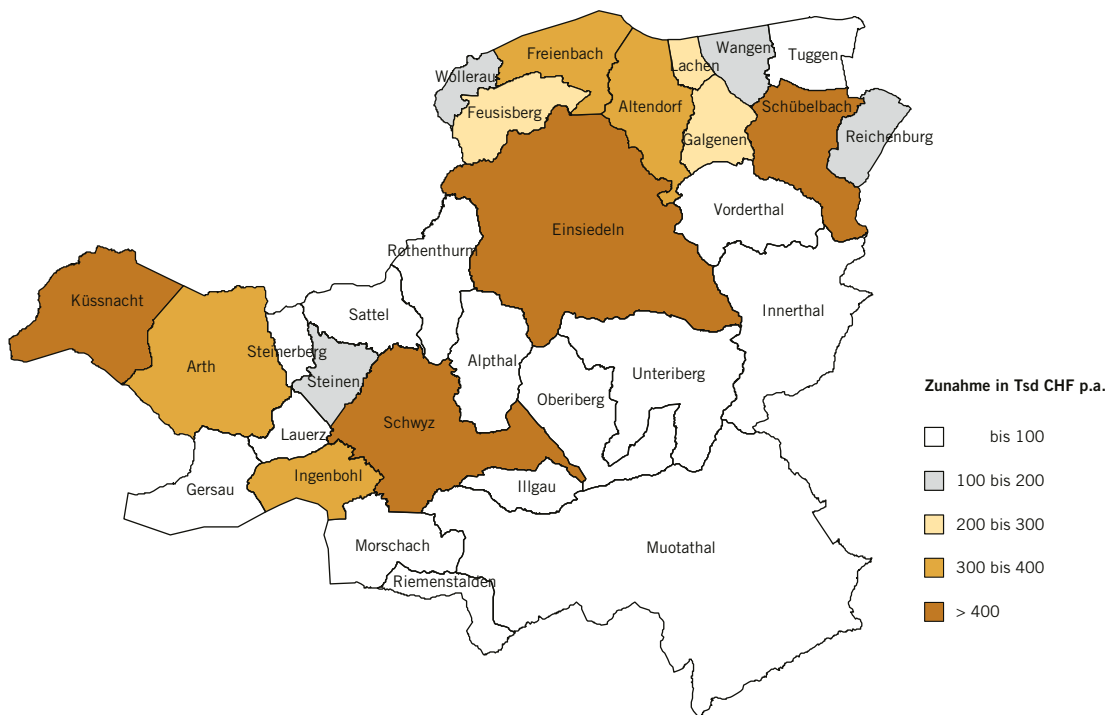 Freienbach
Wollerau
Lachen
Wangen
Tuggen
Feusisberg
Altendorf
Schübelbach
Galgenen
Reichenburg
Vorderthal
Einsiedeln
Rothenthurm
Küssnacht
Sattel
Innerthal
Steinerberg
Arth
Steinen
Alpthal
Unteriberg
Oberiberg
Schwyz
Lauerz
Ingenbohl
Gersau
Illgau
Morschach
Muotathal
Riemenstalden
Zunahme in Tsd CHF p.a.
bis 100
100 bis 200
200 bis 300
300 bis 400
> 400